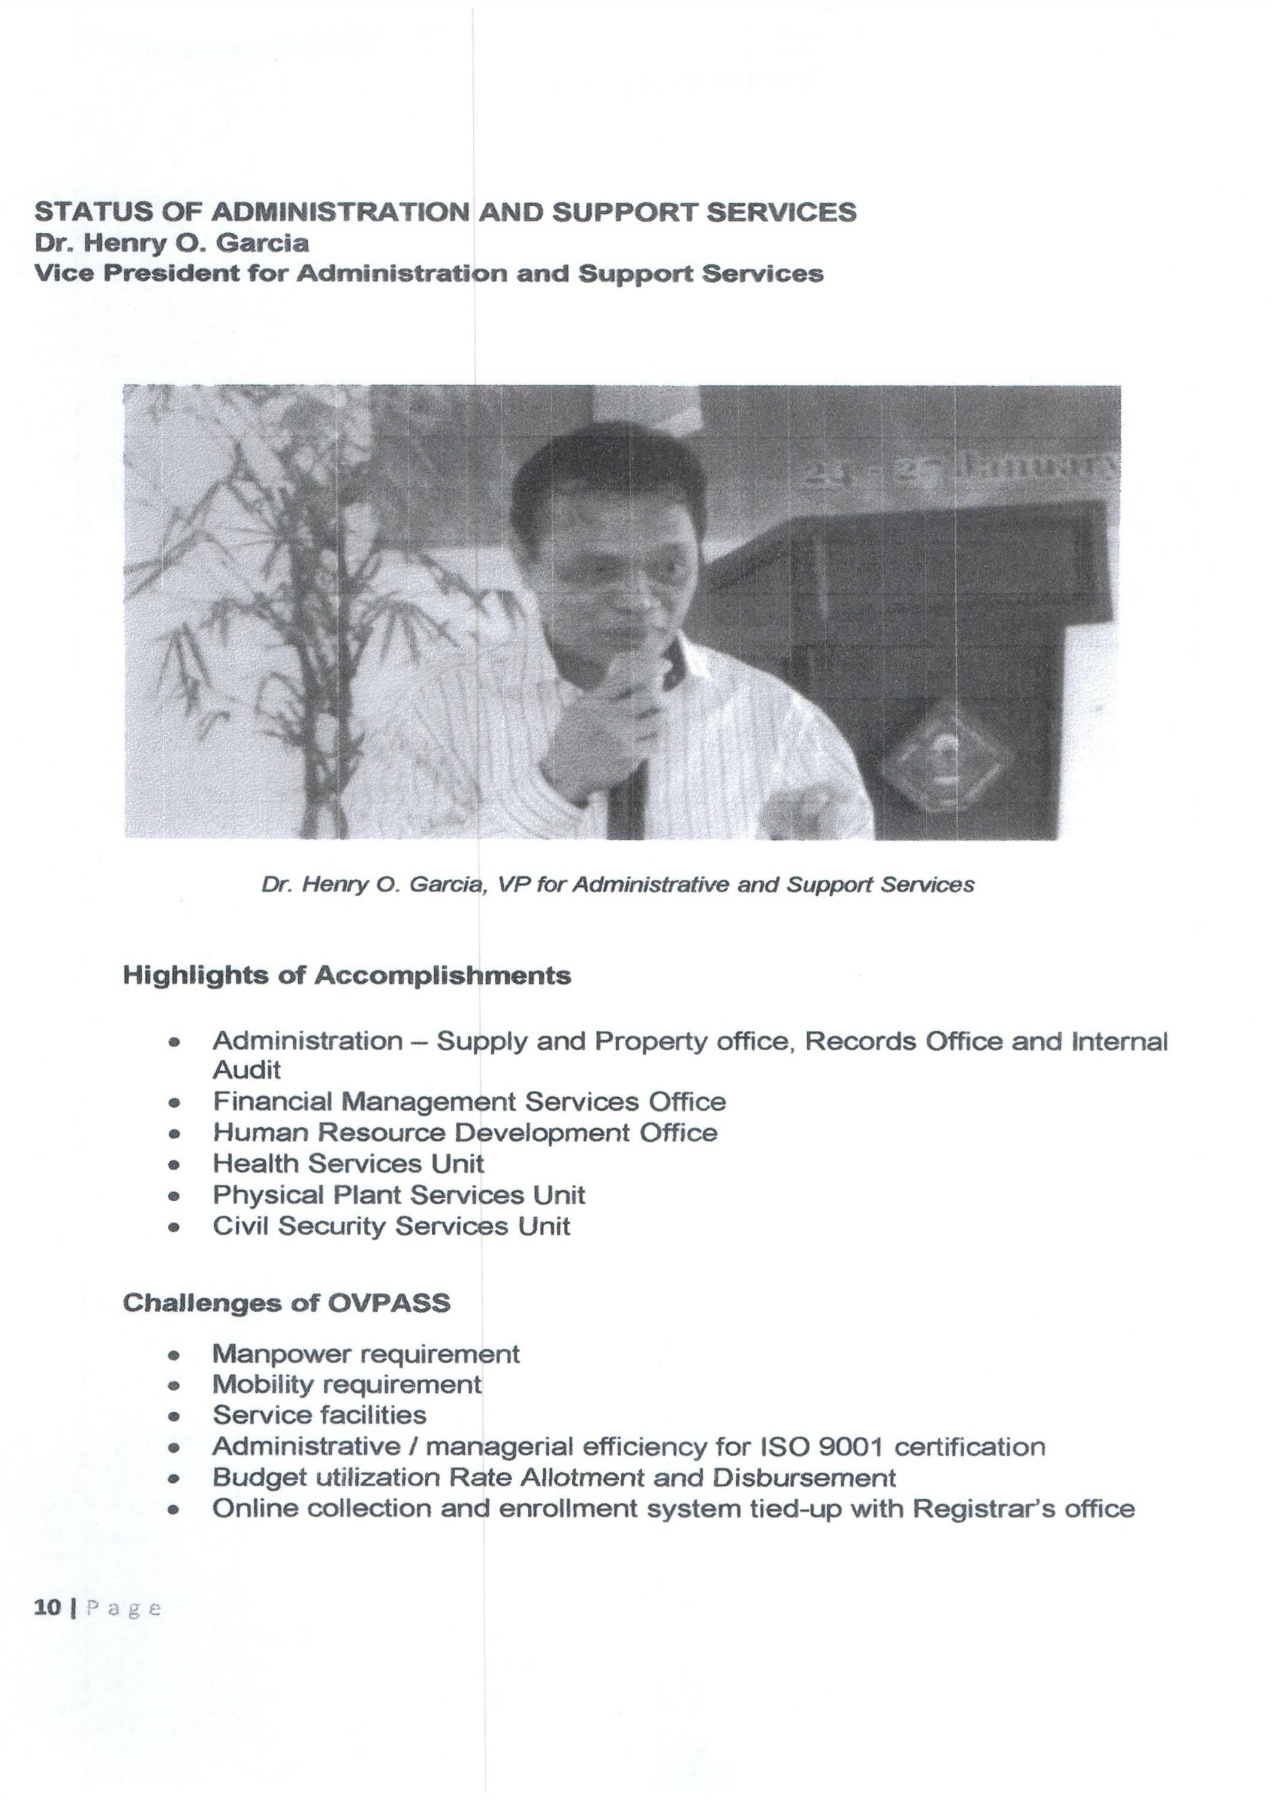 STATUS OF ADMINISTRATION AND SUPPORT SERVICES
Dr. Henry O. Garcia
Vice President for Administration and Support Services
24 - 25 January
Dr. Henry O. Garcia, VP for Administrative and Support Services
Highlights of Accomplishments
• Administration – Supply and Property office, Records Office and Internal
Audit
• Financial Management Services Office
• Human Resource Development Office
• Health Services Unit
• Physical Plant Services Unit
• Civil Security Services Unit
Challenges of OVPASS
• Manpower requirement
• Mobility requirement
• Service facilities
• Administrative / managerial efficiency for ISO 9001 certification
• Budget utilization Rate Allotment and Disbursement
• Online collection and enrollment system tied-up with Registrar's office
10 | Page